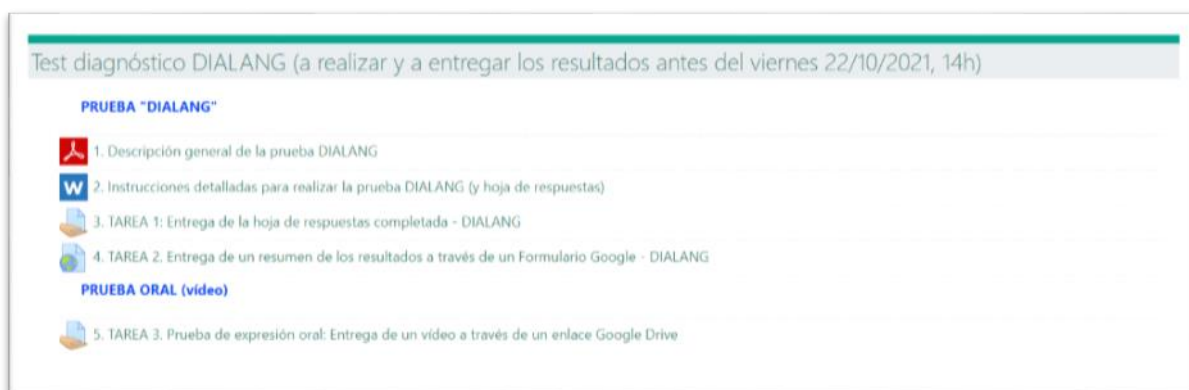 Test diagnóstico DIALANG (a realizar y a entregar los resultados antes del viernes 22/10/2021, 14h)
PRUEBA "DIALANG"
1. Descripción general de la prueba DIALANG
W 2. Instrucciones detalladas para realizar la prueba DIALANG (y hoja de respuestas)
3. TAREA 1: Entrega de la hoja de respuestas completada - DIALANG
4. TAREA 2. Entrega de un resumen de los resultados a través de un Formulario Google - DIALANG
PRUEBA ORAL (vídeo)
5. TAREA 3. Prueba de expresión oral: Entrega de un vídeo a través de un enlace Google Drive